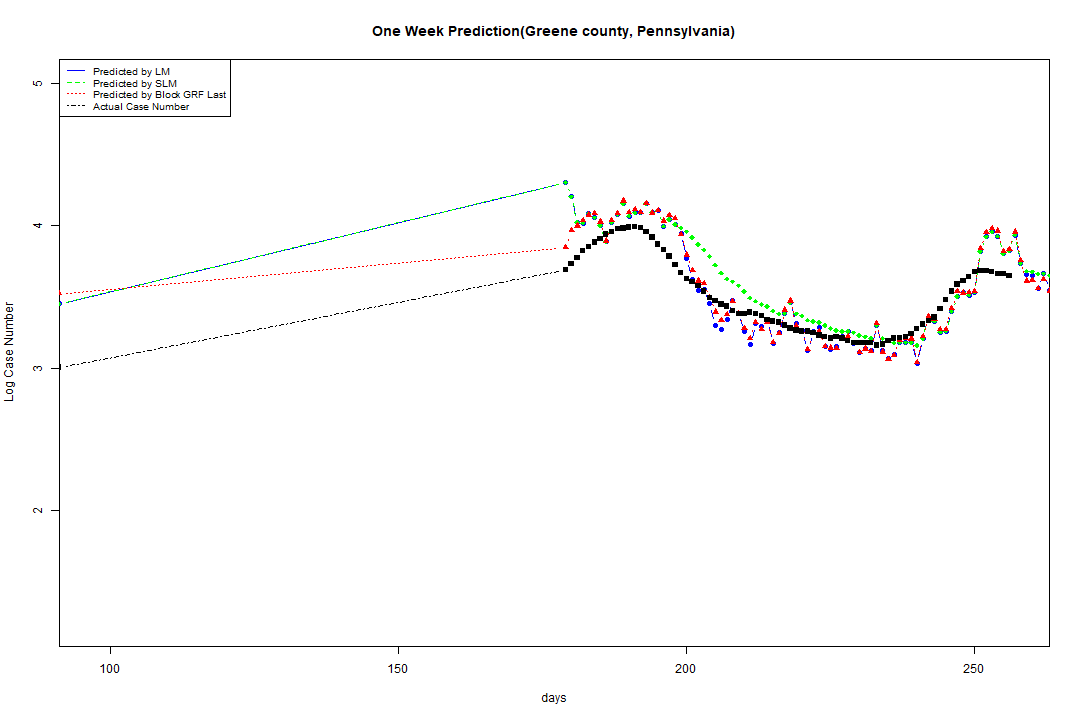 One Week Prediction(Greene county, Pennsylvania)
Predicted by LM
Predicted by SLM
Predicted by Block GRF Last
Actual Case Number
5
4
3
2
Log Case Number
100 150 200 250
days